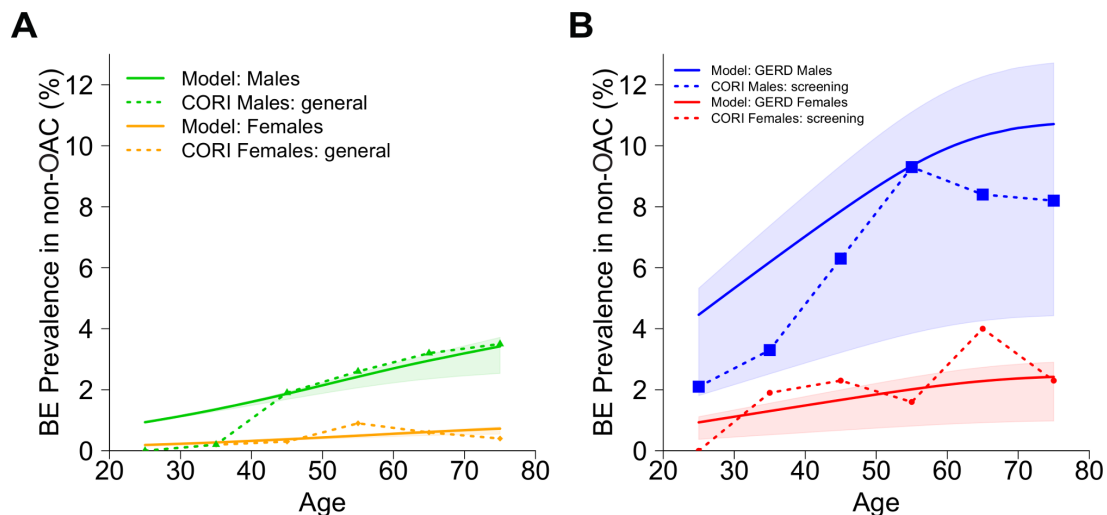 A
BE Prevalence in non-OAC (%)
12
10
8
6
4
2
0
Model: Males
CORI Males: general
Model: Females
CORI Females: general
20 30 40 50 60 70 80
Age
B
BE Prevalence in non-OAC (%)
12
10
8
6
4
2
0
Model: GERD Males
CORI Males: screening
Model: GERD Females
CORI Females: screening
20 30 40 50 60 70 80
Age